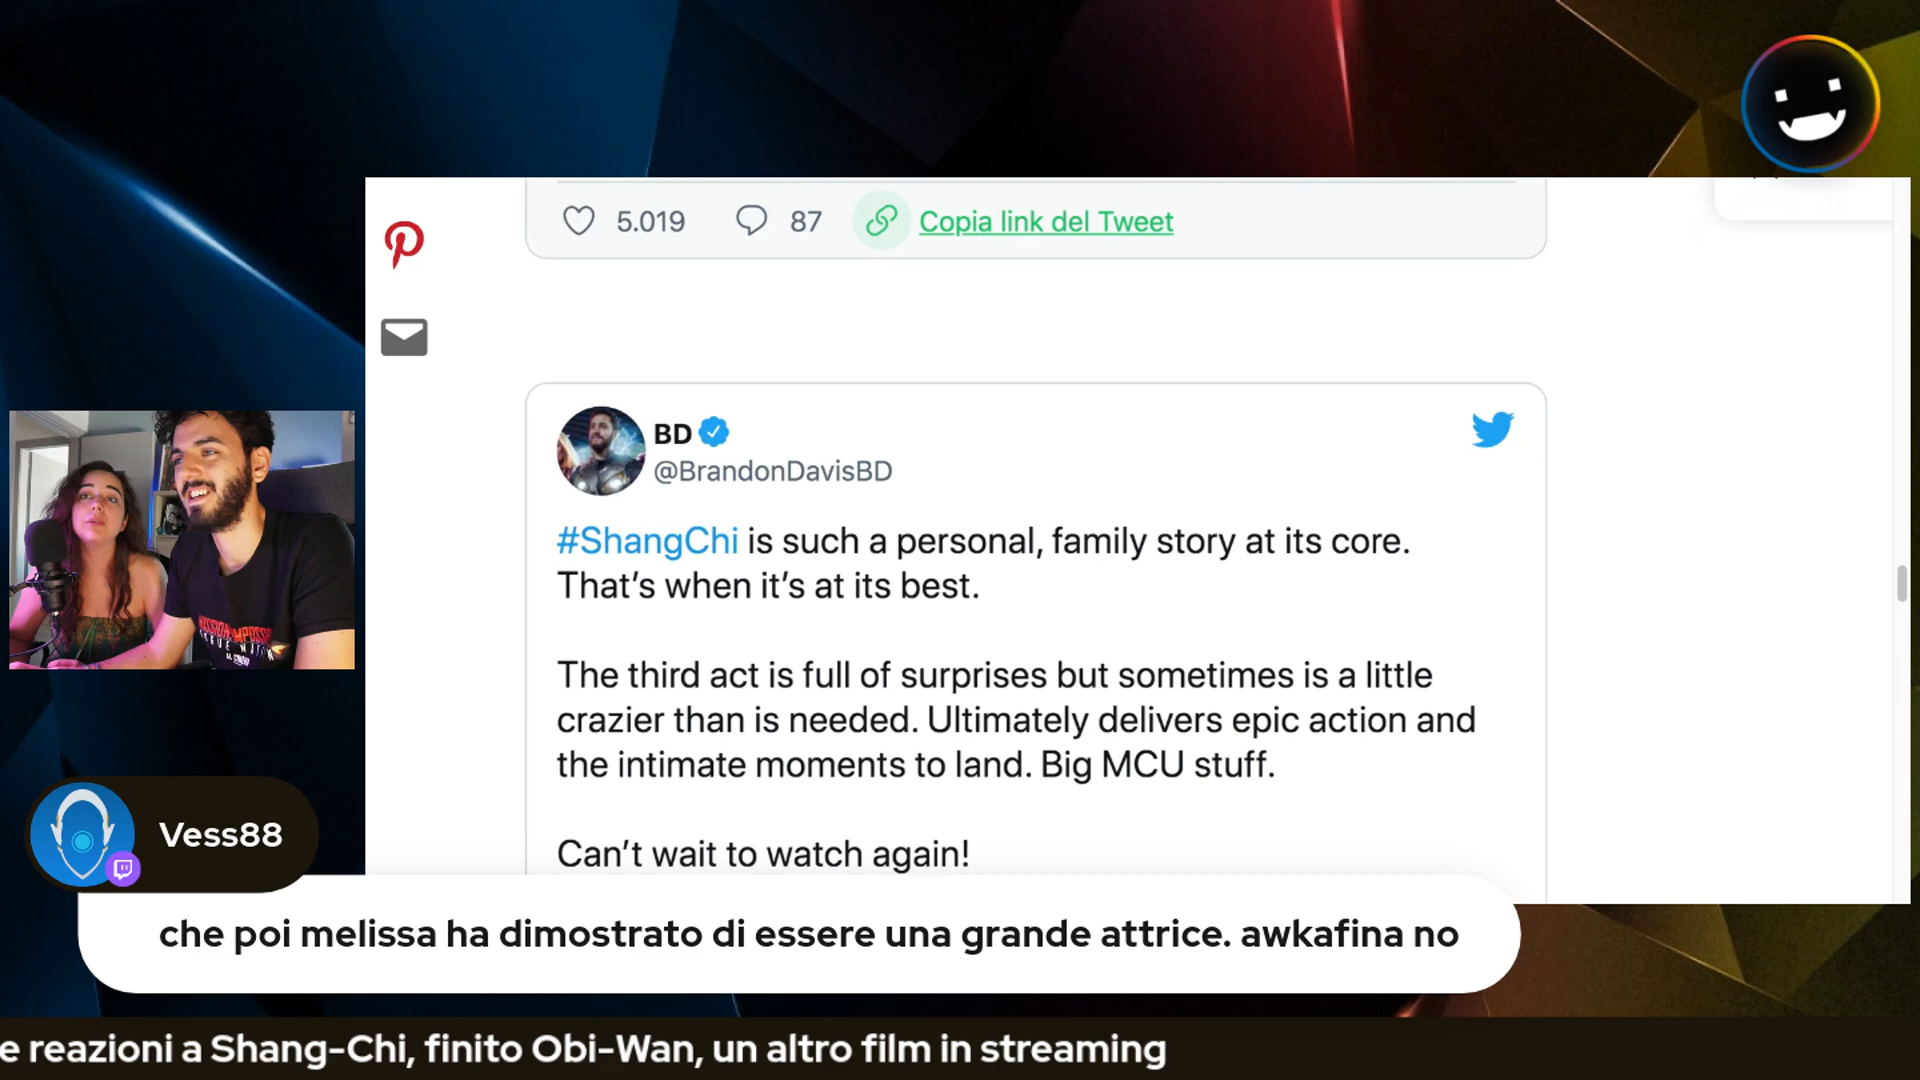 5.019 87 Copia link del Tweet
BD
@BrandonDavisBD
#ShangChi is such a personal, family story at its core.
That’s when it’s at its best.
The third act is full of surprises but sometimes is a little
crazier than is needed. Ultimately delivers epic action and
the intimate moments to land. Big MCU stuff.
Can’t wait to watch again!
MISSION: IMPOSS
Vess88
che poi melissa ha dimostrato di essere una grande attrice. awkafina no
e reazioni a Shang-Chi, finito Obi-Wan, un altro film in streaming